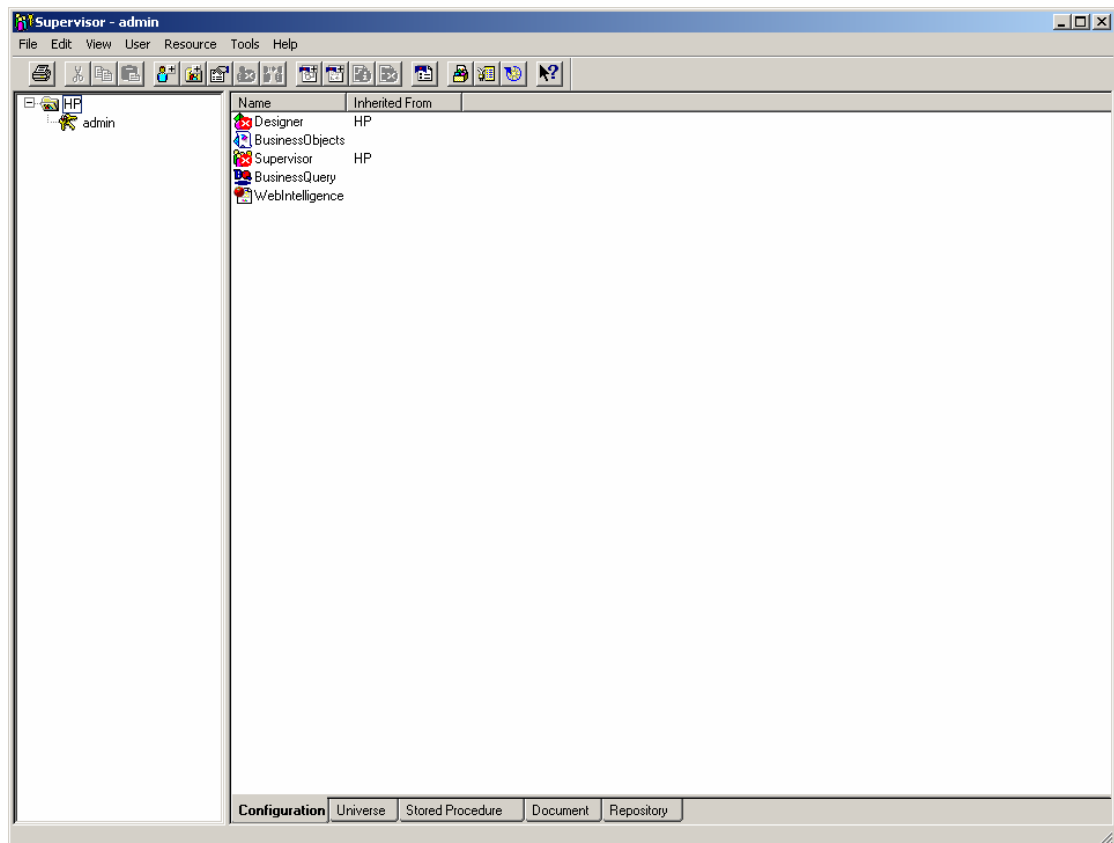 Supervisor - admin
File Edit View User Resource Tools Help
HP
admin
Name Inherited From
Designer HP
BusinessObjects
Supervisor HP
BusinessQuery
WebIntelligence
Configuration Universe Stored Procedure Document Repository